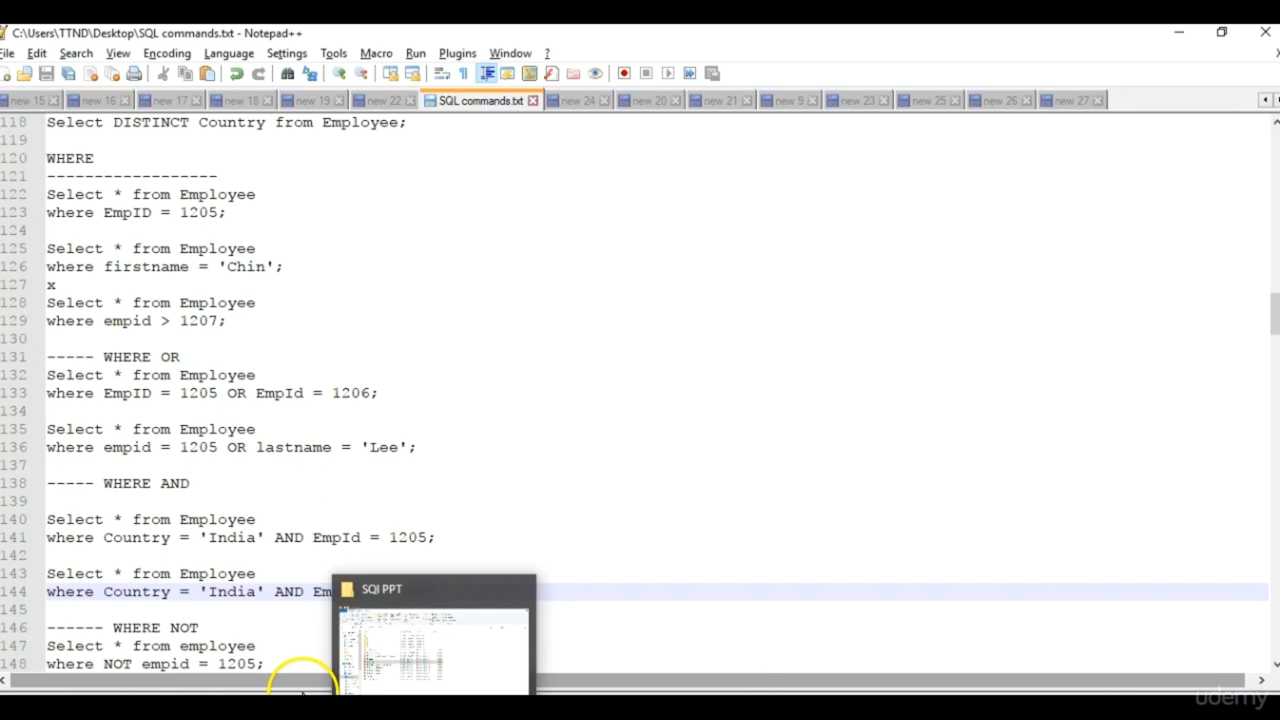 C:\Users\TTND\Desktop\SQL commands.txt - Notepad++
File Edit Search View Encoding Language Settings Tools Macro Run Plugins Window ?
new 15 new 16 new 17 new 18 new 19 new 22 SQL commands.txt new 24 new 20 new 21 new 9 new 23 new 25 new 26 new 27
118 Select DISTINCT Country from Employee;
119
120 WHERE
121 ------------------
122 Select * from Employee
123 where EmpID = 1205;
124
125 Select * from Employee
126 where firstname = 'Chin';
127 x
128 Select * from Employee
129 where empid > 1207;
130
131 ----- WHERE OR
132 Select * from Employee
133 where EmpID = 1205 OR EmpId = 1206;
134
135 Select * from Employee
136 where empid = 1205 OR lastname = 'Lee';
137
138 ----- WHERE AND
139
140 Select * from Employee
141 where Country = 'India' AND EmpId = 1205;
142
143 Select * from Employee
144 where Country = 'India' AND Em
145
146 ------ WHERE NOT
147 Select * from employee
148 where NOT empid = 1205;
SQl PPT
udemy